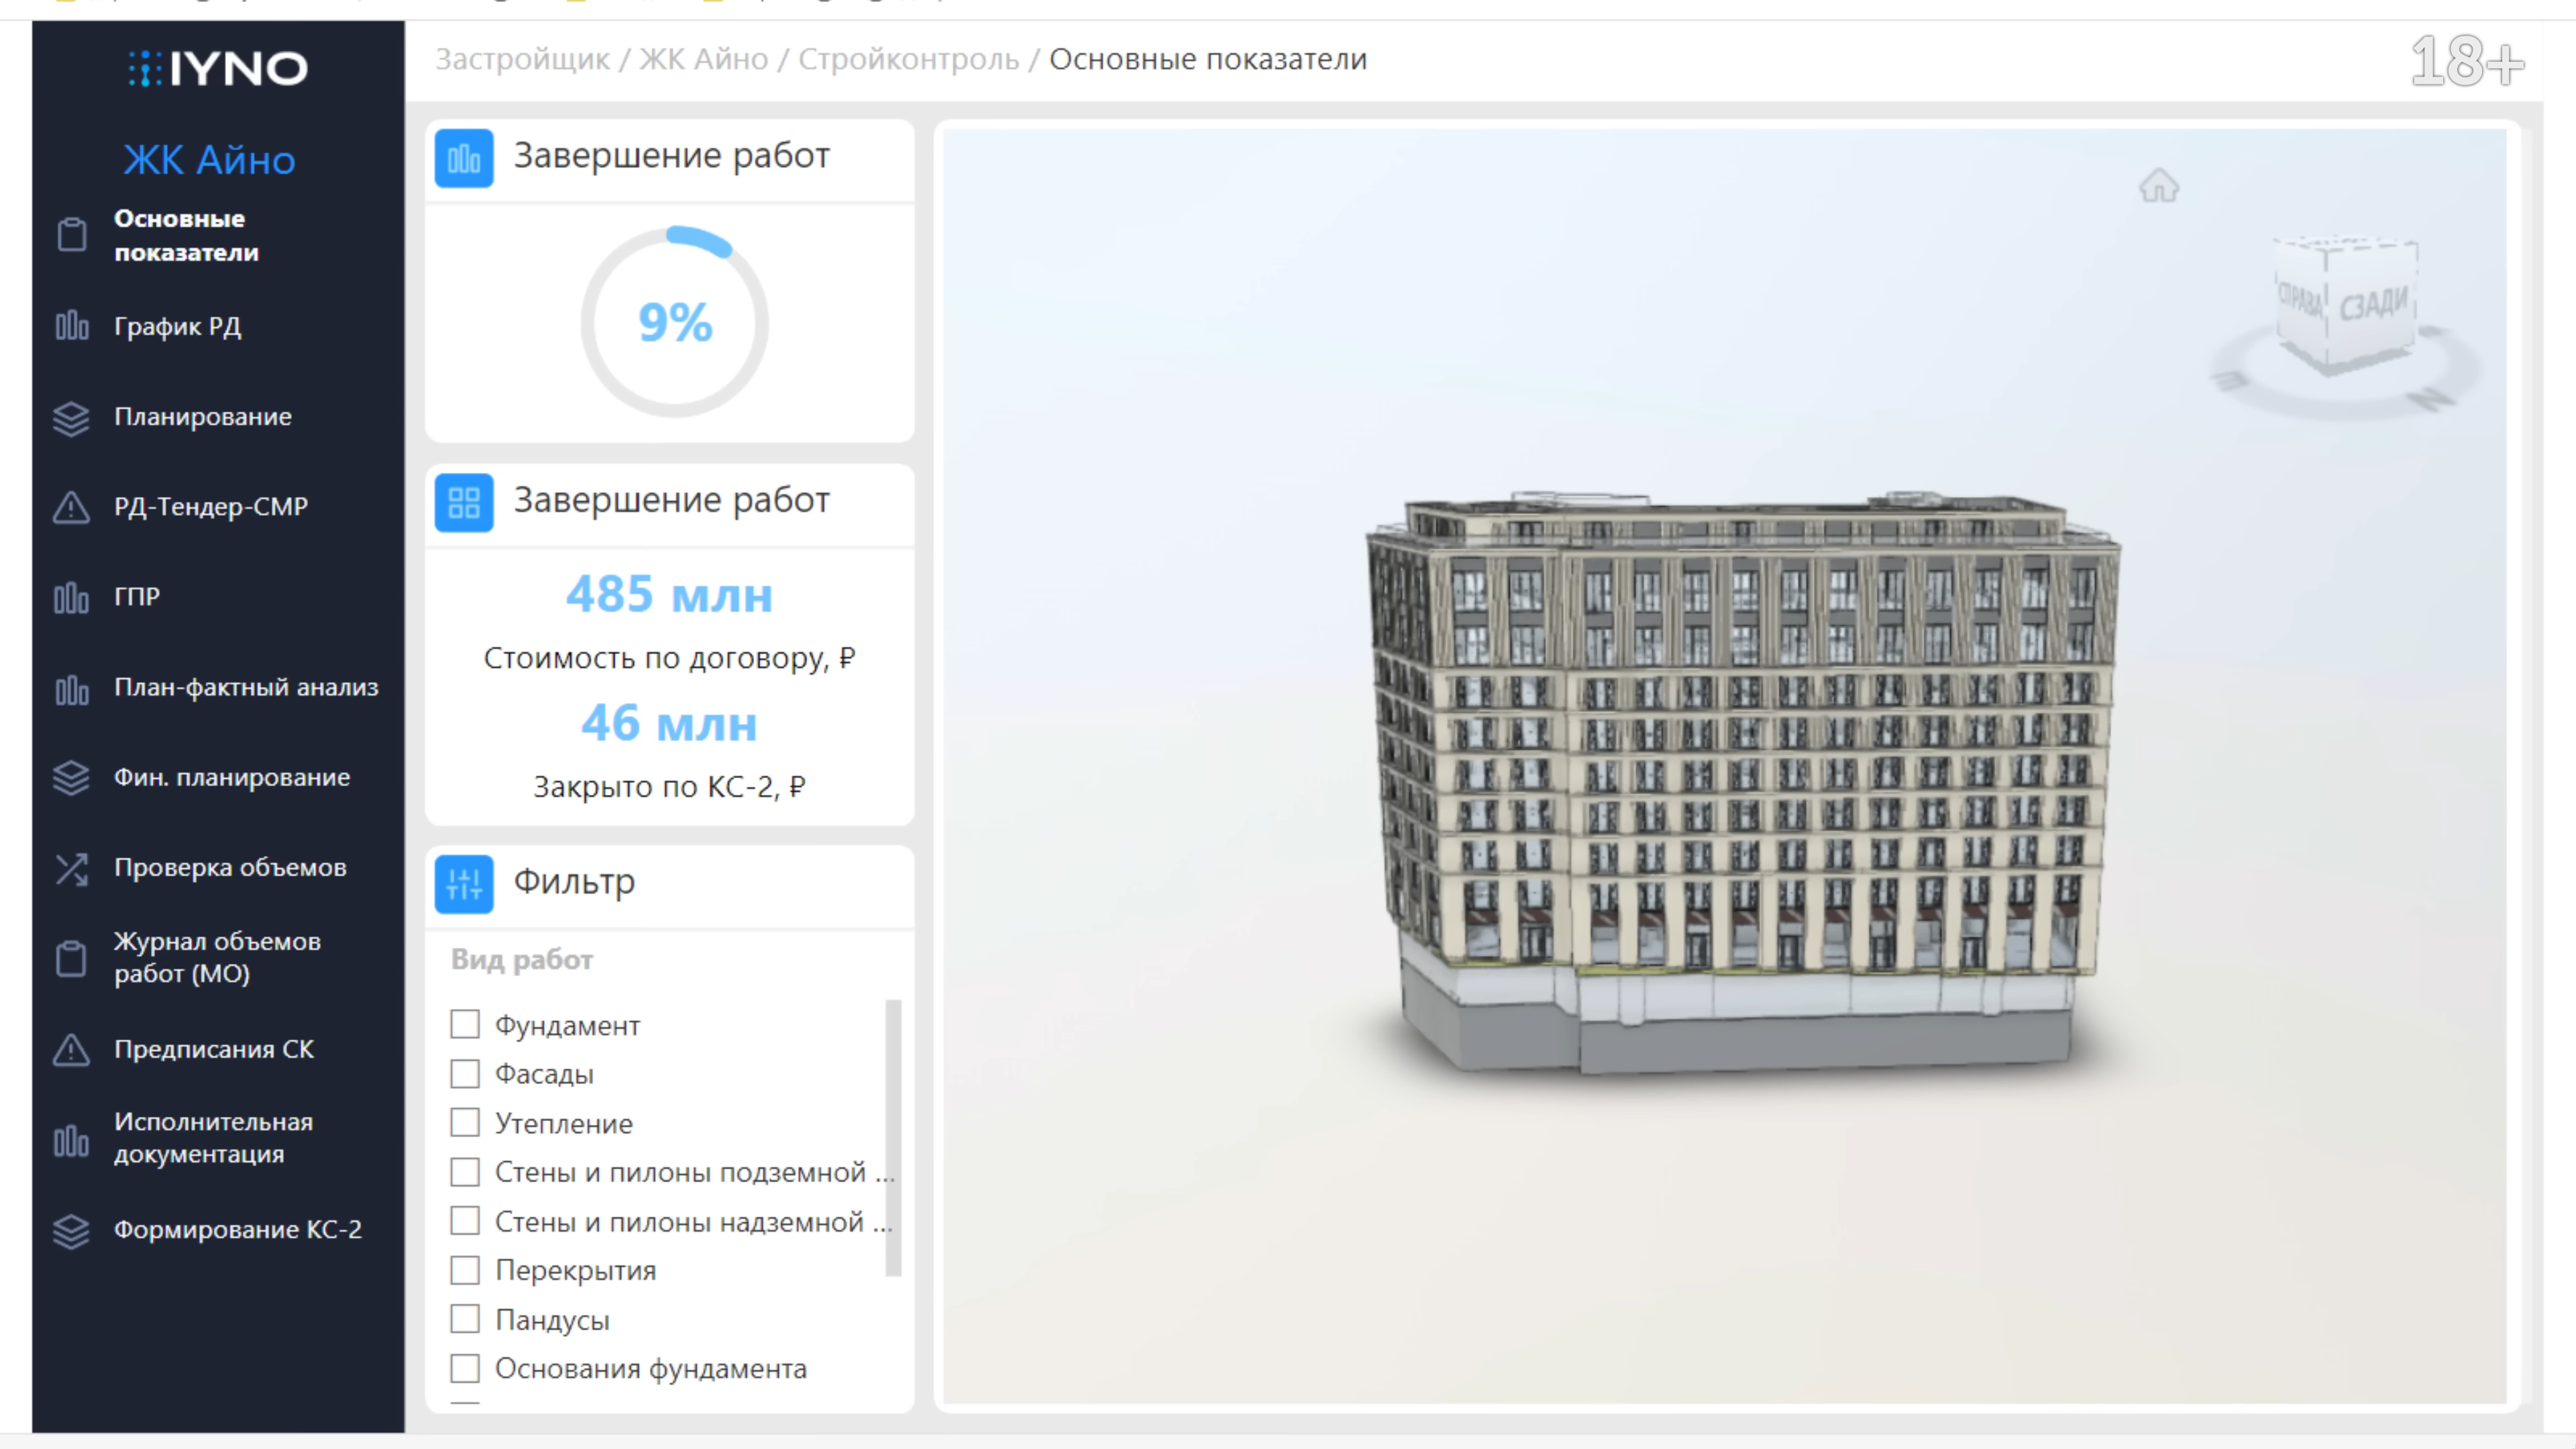 IYNO
ЖК Айно
Основные
показатели
График РД
Планирование
РД-Тендер-СМР
ГПР
План-фактный анализ
Фин. планирование
Проверка объемов
Журнал объемов
работ (МО)
Предписания СК
Исполнительная
документация
Формирование КС-2
Застройщик / ЖК Айно / Стройконтроль / Основные показатели
18+
Завершение работ
9%
Завершение работ
485 млн
Стоимость по договору, ₽
46 млн
Закрыто по КС-2, ₽
Фильтр
Вид работ
Фундамент
Фасады
Утепление
Стены и пилоны подземной ...
Стены и пилоны надземной ...
Перекрытия
Пандусы
Основания фундамента
СПРАВА
СЗАДИ